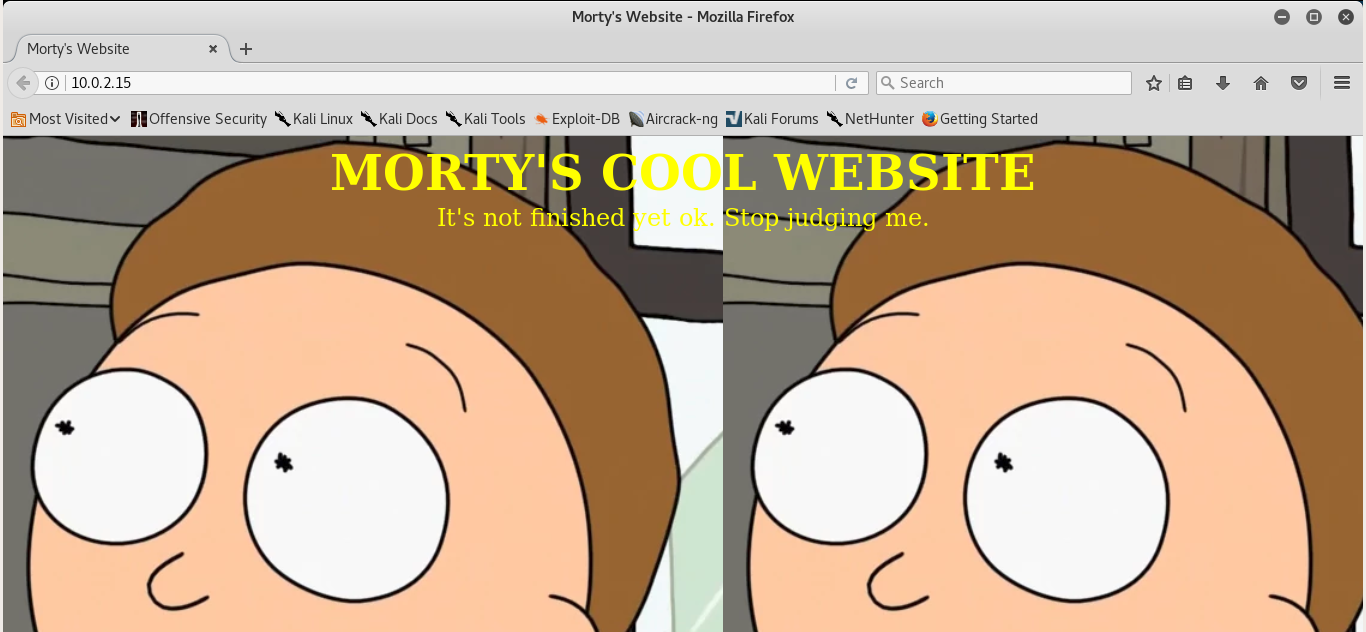 Morty's Website - Mozilla Firefox
Morty's Website
10.0.2.15
Search
Most Visited Offensive Security Kali Linux Kali Docs Kali Tools Exploit-DB Aircrack-ng Kali Forums NetHunter Getting Started
MORTY'S COOL WEBSITE
It's not finished yet ok. Stop judging me.